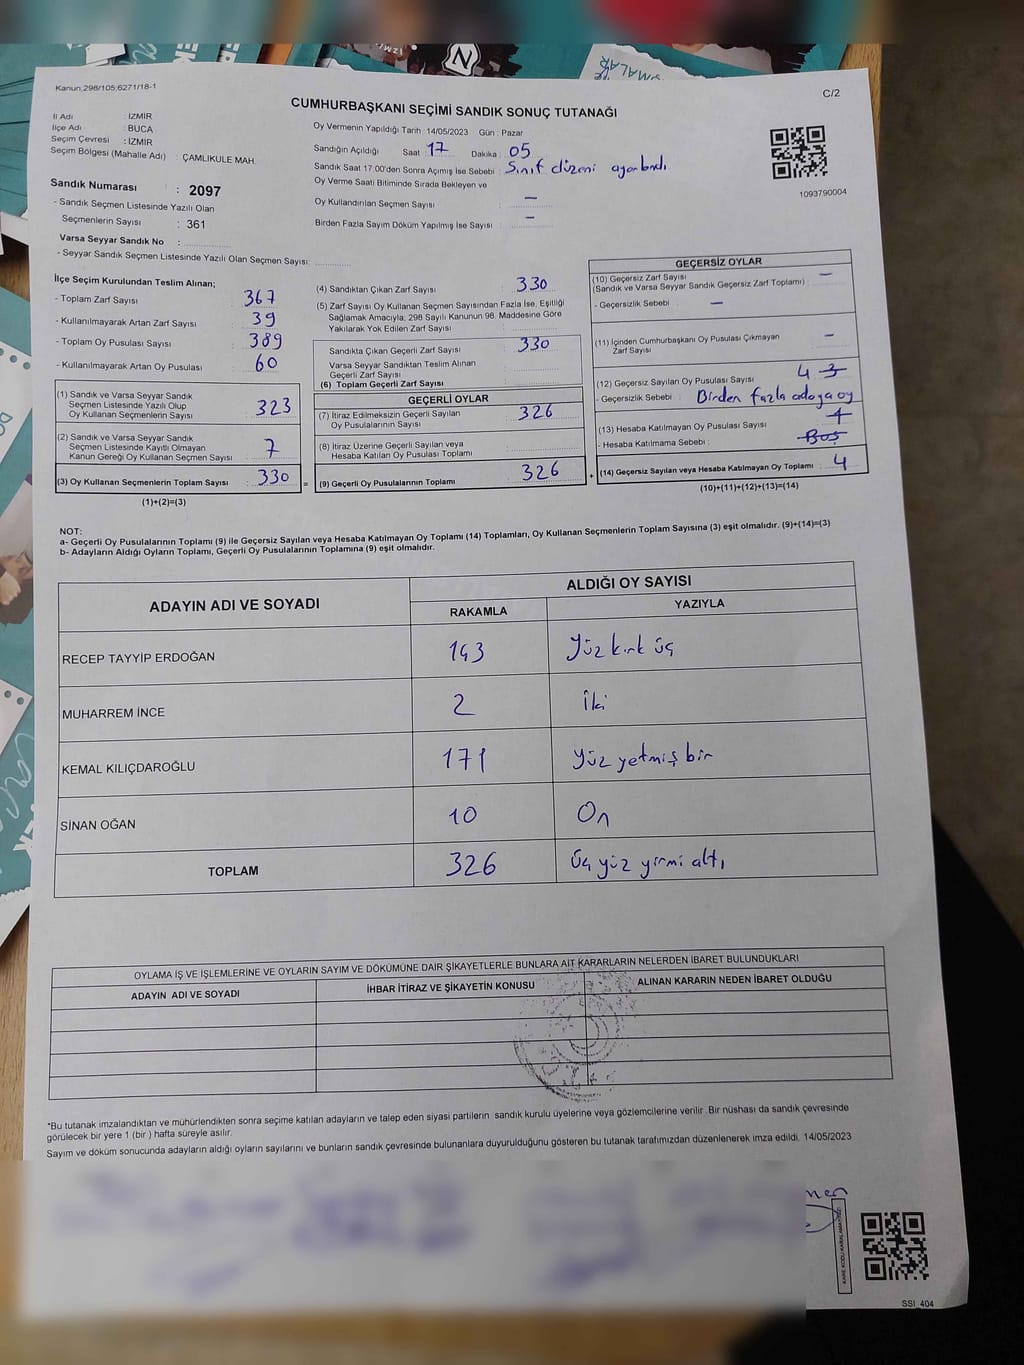 Kanun,298/105,6271/18-1
C/2
CUMHURBAŞKANI SEÇİMİ SANDIK SONUÇ TUTANAĞI
İl Adı : İZMİR
İlçe Adı : BUCA
Seçim Çevresi : İZMİR
Seçim Bölgesi (Mahalle Adı) : ÇAMLIKULE MAH.
Oy Vermenin Yapıldığı Tarih : 14/05/2023 Gün : Pazar
Sandığın Açıldığı Saat : 17 Dakika : 05
Sandık Saat 17:00'den Sonra Açımış İse Sebebi : Sınıf düzeni ayarlandı
Oy Verme Saati Bitiminde Sırada Bekleyen ve
Oy Kullandırılan Seçmen Sayısı : —
Birden Fazla Sayım Döküm Yapılmış İse Sayısı : —
1093790004
Sandık Numarası : 2097
- Sandık Seçmen Listesinde Yazılı Olan
Seçmenlerin Sayısı : 361
Varsa Seyyar Sandık No :
- Seyyar Sandık Seçmen Listesinde Yazılı Olan Seçmen Sayısı:
İlçe Seçim Kurulundan Teslim Alınan;
- Toplam Zarf Sayısı : 367
- Kullanılmayarak Artan Zarf Sayısı : 39
- Toplam Oy Pusulası Sayısı : 389
- Kullanılmayarak Artan Oy Pusulası : 60
(1) Sandık ve Varsa Seyyar Sandık
Seçmen Listesinde Yazılı Olup
Oy Kullanan Seçmenlerin Sayısı : 323
(2) Sandık ve Varsa Seyyar Sandık
Seçmen Listesinde Kayıtlı Olmayan
Kanun Gereği Oy Kullanan Seçmen Sayısı : 7
(3) Oy Kullanan Seçmenlerin Toplam Sayısı : 330
(1)+(2)=(3)
(4) Sandıktan Çıkan Zarf Sayısı : 330
(5) Zarf Sayısı Oy Kullanan Seçmen Sayısından Fazla İse, Eşitliği
Sağlamak Amacıyla; 298 Sayılı Kanunun 98. Maddesine Göre
Yakılarak Yok Edilen Zarf Sayısı :
Sandıkta Çıkan Geçerli Zarf Sayısı : 330
Varsa Seyyar Sandıktan Teslim Alınan
Geçerli Zarf Sayısı :
(6) Toplam Geçerli Zarf Sayısı :
GEÇERLİ OYLAR
(7) İtiraz Edilmeksizin Geçerli Sayılan
Oy Pusulasının Sayısı : 326
(8) İtiraz Üzerine Geçerli Sayılan veya
Hesaba Katılan Oy Pusulası Toplamı :
(9) Geçerli Oy Pusulalarının Toplamı : 326
GEÇERSİZ OYLAR
(10) Geçersiz Zarf Sayısı : —
(Sandık ve Varsa Seyyar Sandık Geçersiz Zarf Toplamı)
- Geçersizlik Sebebi : —
(11) İçinden Cumhurbaşkanı Oy Pusulası Çıkmayan
Zarf Sayısı : -
(12) Geçersiz Sayılan Oy Pusulası Sayısı : 4 3
- Geçersizlik Sebebi : Birden fazla adaya oy
(13) Hesaba Katılmayan Oy Pusulası Sayısı : 1
- Hesaba Katılmama Sebebi : Boş
(14) Geçersiz Sayılan veya Hesaba Katılmayan Oy Toplamı : 4
(10)+(11)+(12)+(13)=(14)
NOT:
a- Geçerli Oy Pusulalarının Toplamı (9) ile Geçersiz Sayılan veya Hesaba Katılmayan Oy Toplamı (14) Toplamları, Oy Kullanan Seçmenlerin Toplam Sayısına (3) eşit olmalıdır. (9)+(14)=(3)
b- Adayların Aldığı Oyların Toplamı, Geçerli Oy Pusulalarının Toplamına (9) eşit olmalıdır.
ADAYIN ADI VE SOYADI
ALDIĞI OY SAYISI
RAKAMLA YAZIYLA
RECEP TAYYİP ERDOĞAN 143 Yüz kırk üç
MUHARREM İNCE 2 İki
KEMAL KILIÇDAROĞLU 171 Yüz yetmiş bir
SİNAN OĞAN 10 On
TOPLAM 326 Üç yüz yirmi altı
OYLAMA İŞ VE İŞLEMLERİNE VE OYLARIN SAYIM VE DÖKÜMÜNE DAİR ŞİKAYETLERLE BUNLARA AİT KARARLARIN NELERDEN İBARET BULUNDUKLARI
ADAYIN ADI VE SOYADI İHBAR İTİRAZ VE ŞİKAYETİN KONUSU ALINAN KARARIN NEDEN İBARET OLDUĞU
*Bu tutanak imzalandıktan ve mühürlendikten sonra seçime katılan adayların ve talep eden siyasi partilerin sandık kurulu üyelerine veya gözlemcilerine verilir .Bir nüshası da sandık çevresinde
görülecek bir yere 1 (bir ) hafta süreyle asılır.
Sayım ve döküm sonucunda adayların aldığı oyların sayılarını ve bunların sandık çevresinde bulunanlara duyurulduğunu gösteren bu tutanak tarafımızdan düzenlenerek imza edildi. 14/05/2023
SSI_404